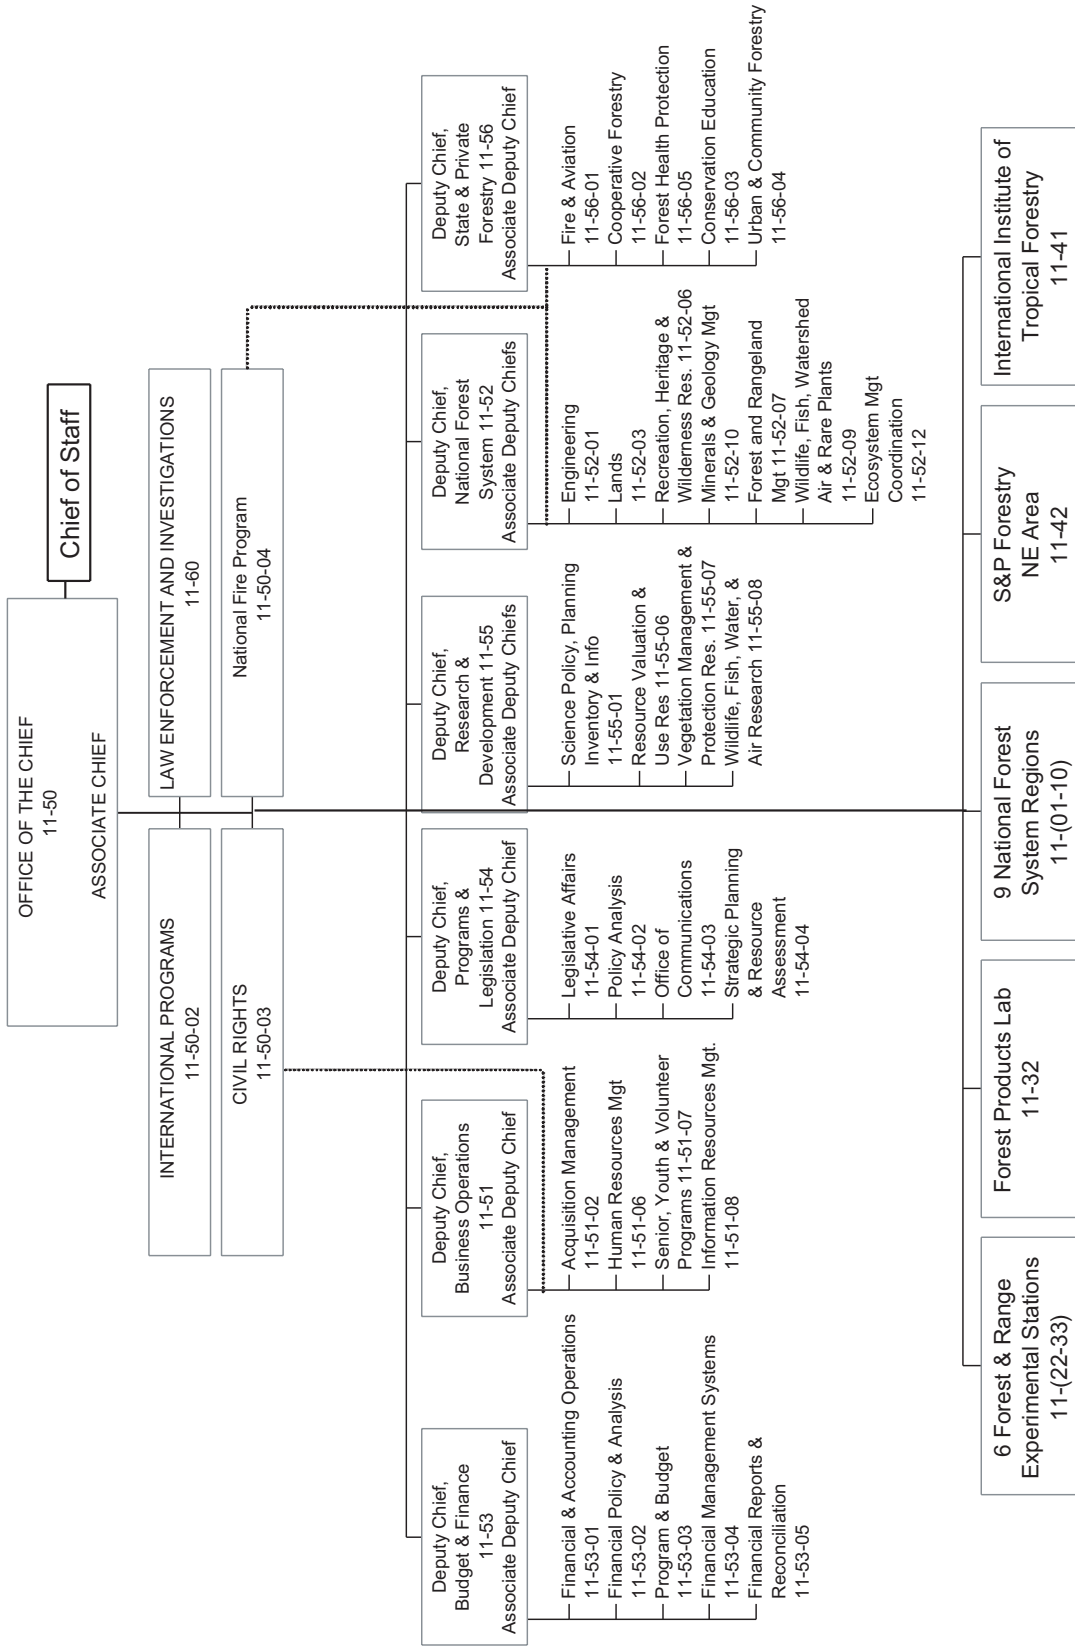 OFFICE OF THE CHIEF
11-50
ASSOCIATE CHIEF
Chief of Staff
INTERNATIONAL PROGRAMS
11-50-02
LAW ENFORCEMENT AND INVESTIGATIONS
11-60
CIVIL RIGHTS
11-50-03
National Fire Program
11-50-04
Deputy Chief,
Budget & Finance
11-53
Associate Deputy Chief
Financial & Accounting Operations
11-53-01
Financial Policy & Analysis
11-53-02
Program & Budget
11-53-03
Financial Management Systems
11-53-04
Financial Reports &
Reconciliation
11-53-05
Deputy Chief,
Business Operations
11-51
Associate Deputy Chief
Acquisition Management
11-51-02
Human Resources Mgt
11-51-06
Senior, Youth & Volunteer
Programs 11-51-07
Information Resources Mgt.
11-51-08
Deputy Chief,
Programs &
Legislation 11-54
Associate Deputy Chief
Legislative Affairs
11-54-01
Policy Analysis
11-54-02
Office of
Communications
11-54-03
Strategic Planning
& Resource
Assessment
11-54-04
Deputy Chief,
Research &
Development 11-55
Associate Deputy Chiefs
Science Policy, Planning
Inventory & Info
11-55-01
Resource Valuation &
Use Res 11-55-06
Vegetation Management &
Protection Res. 11-55-07
Wildlife, Fish, Water, &
Air Research 11-55-08
Deputy Chief,
National Forest
System 11-52
Associate Deputy Chiefs
Engineering
11-52-01
Lands
11-52-03
Recreation, Heritage &
Wilderness Res. 11-52-06
Minerals & Geology Mgt
11-52-10
Forest and Rangeland
Mgt 11-52-07
Wildlife, Fish, Watershed
Air & Rare Plants
11-52-09
Ecosystem Mgt
Coordination
11-52-12
Deputy Chief,
State & Private
Forestry 11-56
Associate Deputy Chief
Fire & Aviation
11-56-01
Cooperative Forestry
11-56-02
Forest Health Protection
11-56-05
Conservation Education
11-56-03
Urban & Community Forestry
11-56-04
6 Forest & Range
Experimental Stations
11-(22-33)
Forest Products Lab
11-32
9 National Forest
System Regions
11-(01-10)
S&P Forestry
NE Area
11-42
International Institute of
Tropical Forestry
11-41